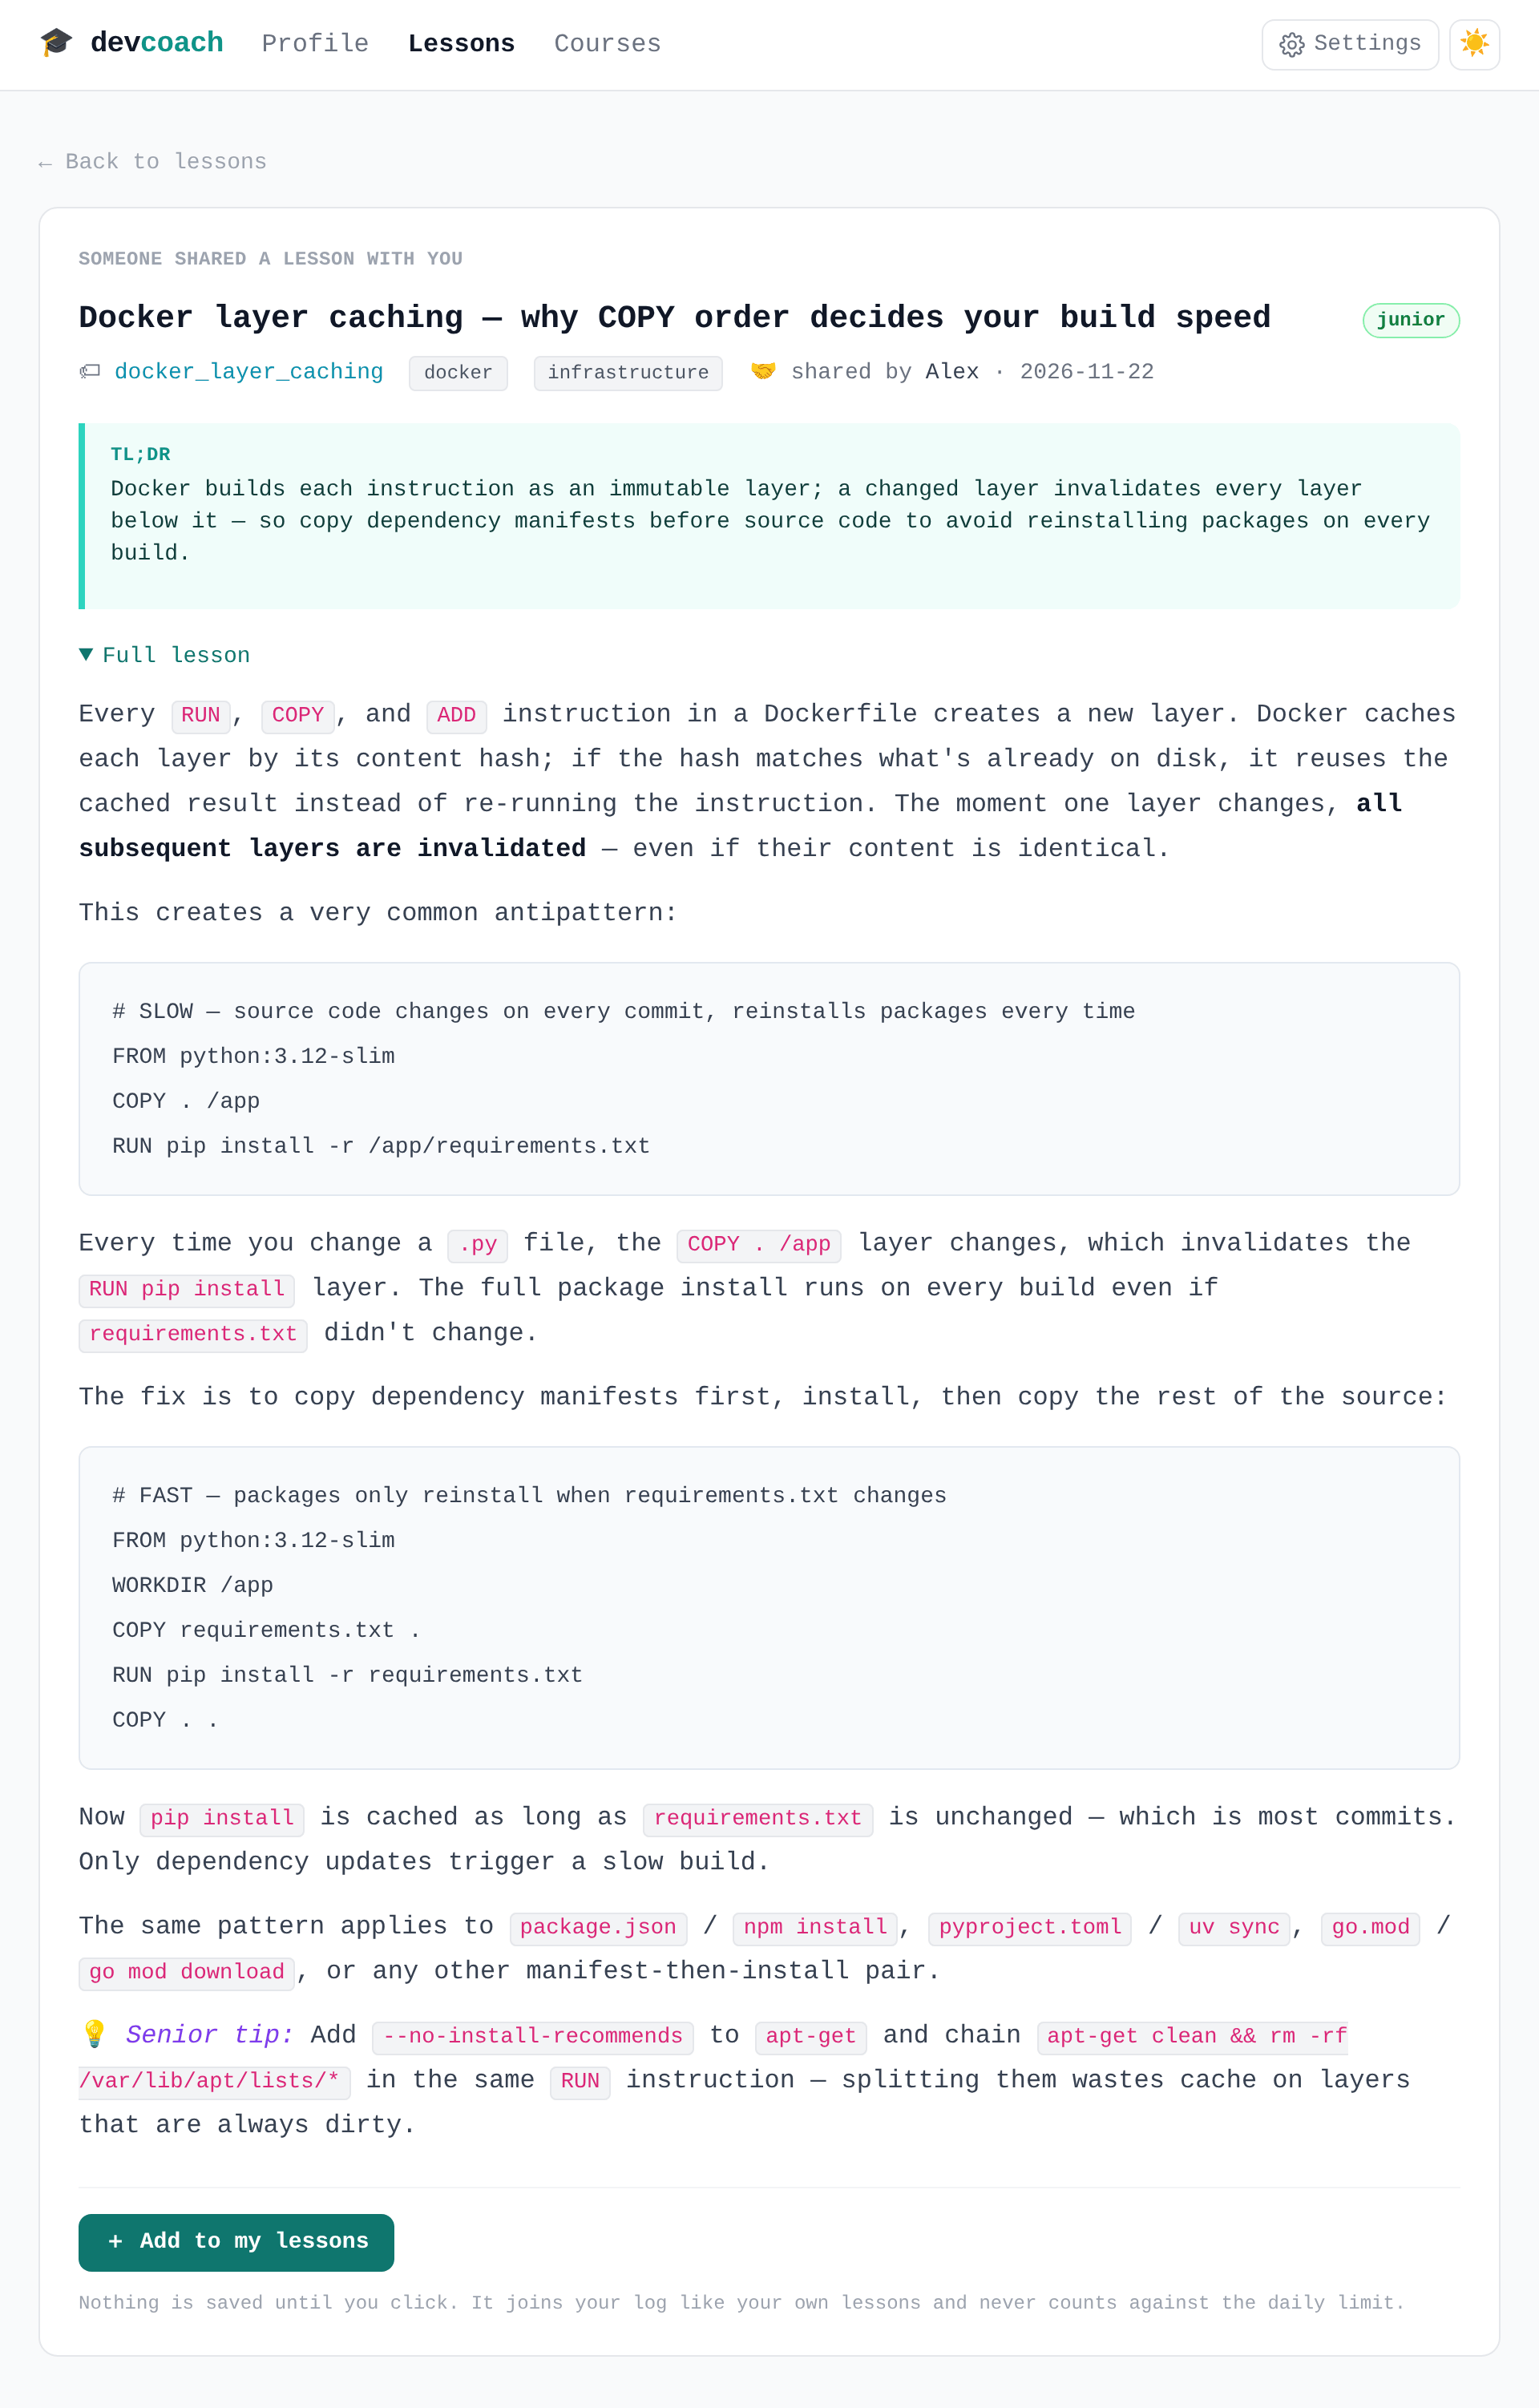 🎓 devcoach Profile Lessons Courses Settings ☀️
← Back to lessons
SOMEONE SHARED A LESSON WITH YOU
Docker layer caching — why COPY order decides your build speed junior
🏷 docker_layer_caching docker infrastructure 🤝 shared by Alex · 2026-11-22
TL;DR
Docker builds each instruction as an immutable layer; a changed layer invalidates every layer
below it — so copy dependency manifests before source code to avoid reinstalling packages on every
build.
▼ Full lesson
Every RUN, COPY, and ADD instruction in a Dockerfile creates a new layer. Docker caches
each layer by its content hash; if the hash matches what's already on disk, it reuses the
cached result instead of re-running the instruction. The moment one layer changes, all
subsequent layers are invalidated — even if their content is identical.
This creates a very common antipattern:
# SLOW — source code changes on every commit, reinstalls packages every time
FROM python:3.12-slim
COPY . /app
RUN pip install -r /app/requirements.txt
Every time you change a .py file, the COPY . /app layer changes, which invalidates the
RUN pip install layer. The full package install runs on every build even if
requirements.txt didn't change.
The fix is to copy dependency manifests first, install, then copy the rest of the source:
# FAST — packages only reinstall when requirements.txt changes
FROM python:3.12-slim
WORKDIR /app
COPY requirements.txt .
RUN pip install -r requirements.txt
COPY . .
Now pip install is cached as long as requirements.txt is unchanged — which is most commits.
Only dependency updates trigger a slow build.
The same pattern applies to package.json / npm install, pyproject.toml / uv sync, go.mod /
go mod download, or any other manifest-then-install pair.
💡 Senior tip: Add --no-install-recommends to apt-get and chain apt-get clean && rm -rf
/var/lib/apt/lists/* in the same RUN instruction — splitting them wastes cache on layers
that are always dirty.
+ Add to my lessons
Nothing is saved until you click. It joins your log like your own lessons and never counts against the daily limit.